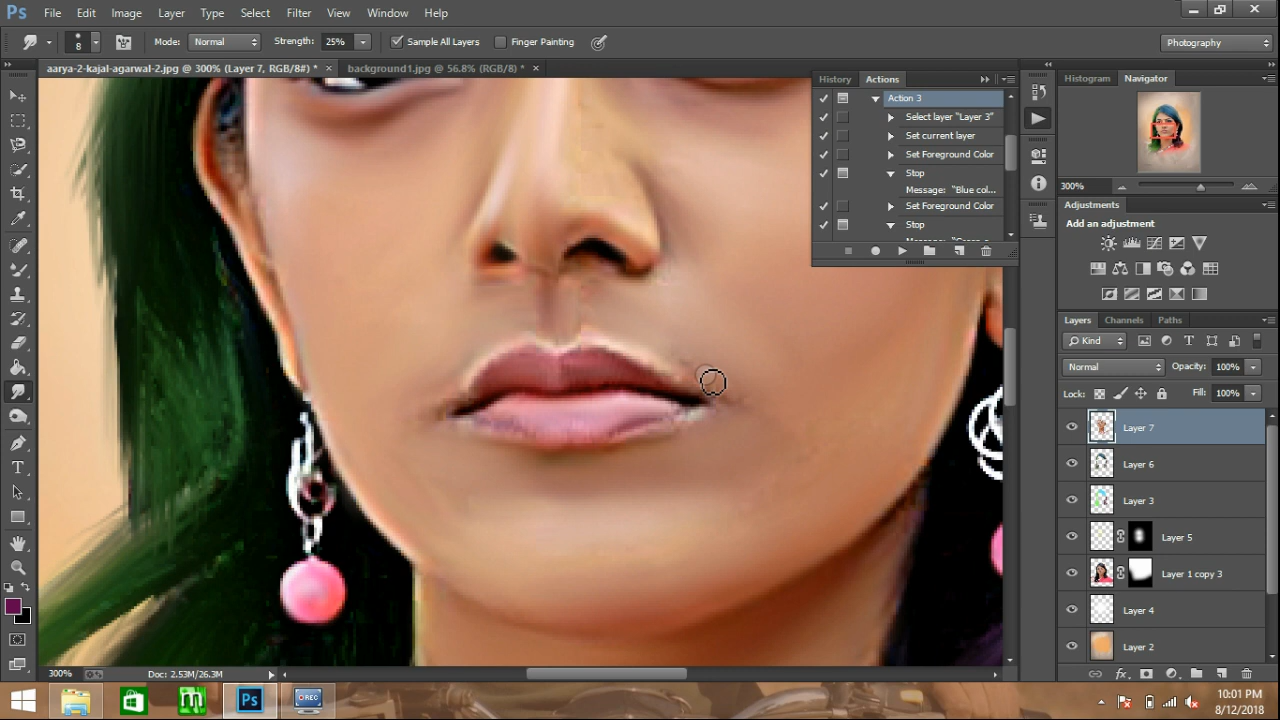 Ps File Edit Image Layer Type Select Filter View Window Help
8 Mode: Normal Strength: 25% Sample All Layers Finger Painting Photography
aarya-2-kajal-agarwal-2.jpg @ 300% (Layer 7, RGB/8#) * × background1.jpg @ 56.8% (RGB/8) * ×
History Actions
Action 3
Select layer "Layer 3"
Set current layer
Set Foreground Color
Stop
Message: "Blue col...
Set Foreground Color
Stop
Histogram Navigator
300%
Adjustments
Add an adjustment
Layers Channels Paths
Kind
Normal Opacity: 100%
Lock: Fill: 100%
Layer 7
Layer 6
Layer 3
Layer 5
Layer 1 copy 3
Layer 4
Layer 2
300% Doc: 2.53M/26.3M
Ps REC
10:01 PM
8/12/2018